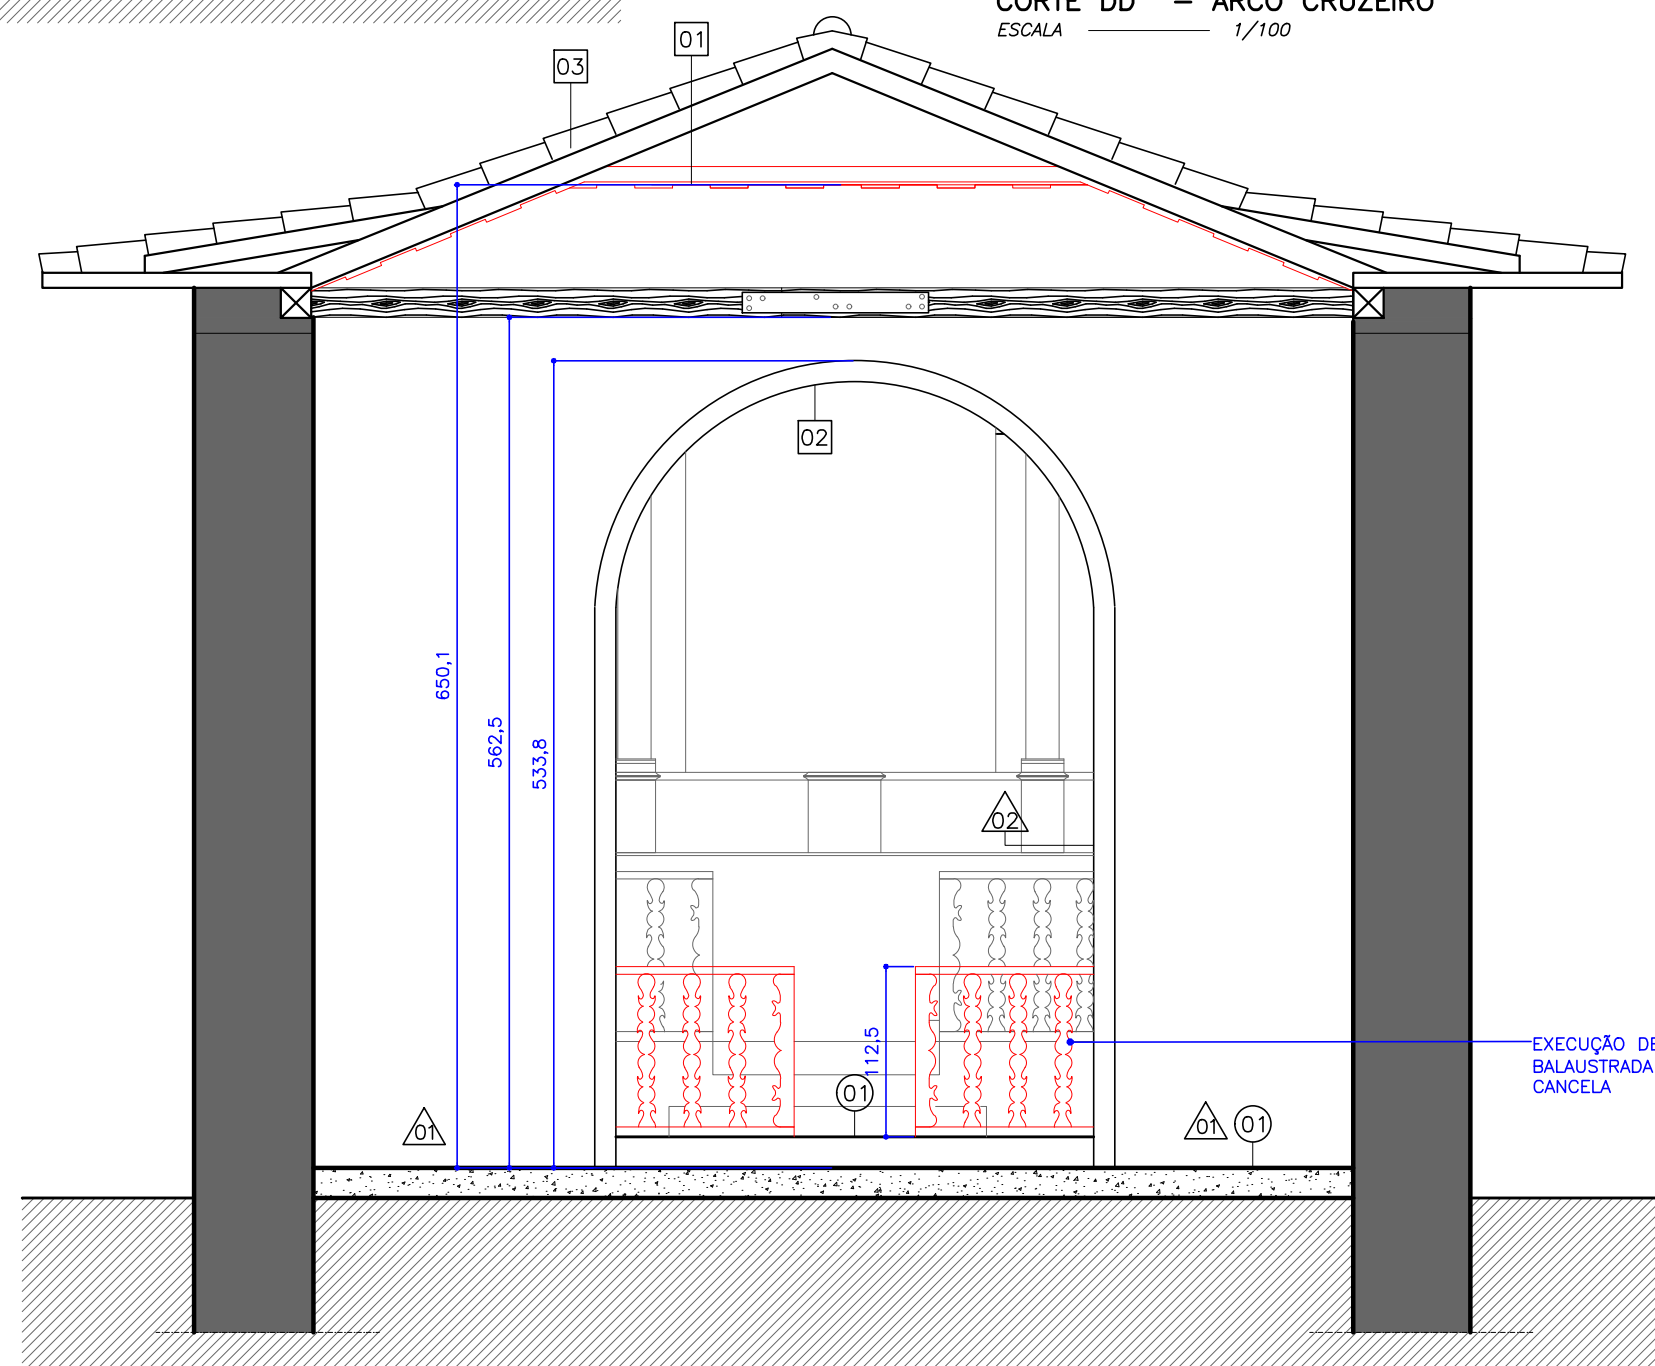 CORTE DD - ARCO CRUZEIRO
ESCALA 1/100
01
03
02
650,1
562,5
533,8
02
112,5
EXECUÇÃO DE
BALAUSTRADA
CANCELA
01
01
01
01